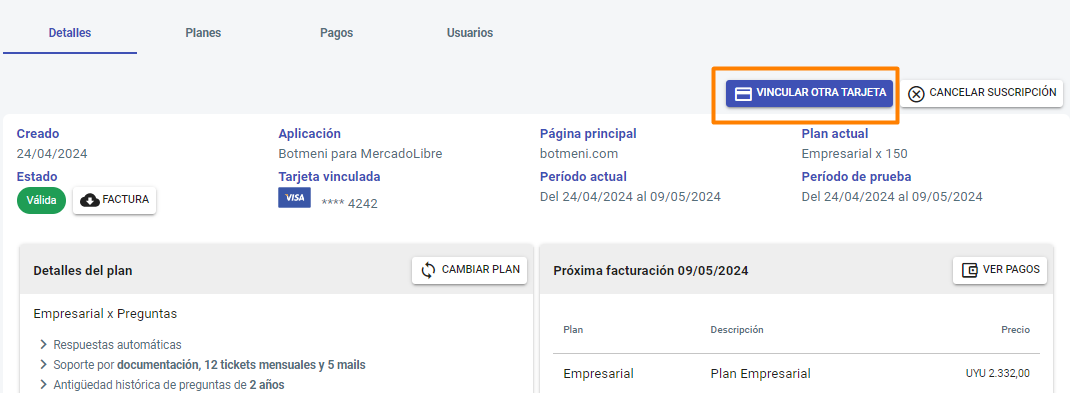 Detalles Planes Pagos Usuarios
VINCULAR OTRA TARJETA CANCELAR SUSCRIPCIÓN
Creado Aplicación Página principal Plan actual
24/04/2024 Botmeni para MercadoLibre botmeni.com Empresarial x 150
Estado Tarjeta vinculada Período actual Período de prueba
Válida FACTURA VISA **** 4242 Del 24/04/2024 al 09/05/2024 Del 24/04/2024 al 09/05/2024
Detalles del plan CAMBIAR PLAN
Empresarial x Preguntas
Respuestas automáticas
Soporte por documentación, 12 tickets mensuales y 5 mails
Antigüedad histórica de preguntas de 2 años
Próxima facturación 09/05/2024 VER PAGOS
Plan Descripción Precio
Empresarial Plan Empresarial UYU 2.332,00